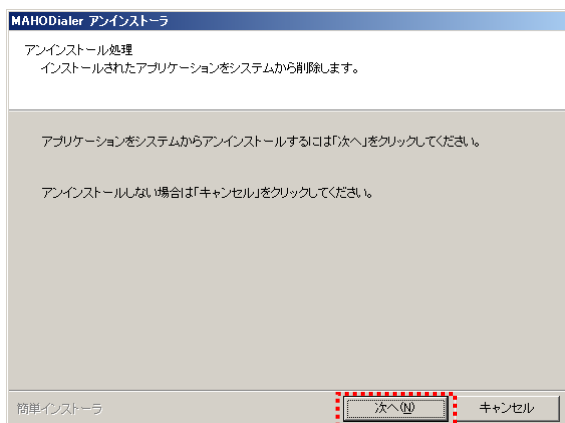 MAHODialer アンインストーラ
アンインストール処理
インストールされたアプリケーションをシステムから削除します。
アプリケーションをシステムからアンインストールするには「次へ」をクリックしてください。
アンインストールしない場合は「キャンセル」をクリックしてください。
簡単インストーラ
次へ(N)
キャンセル